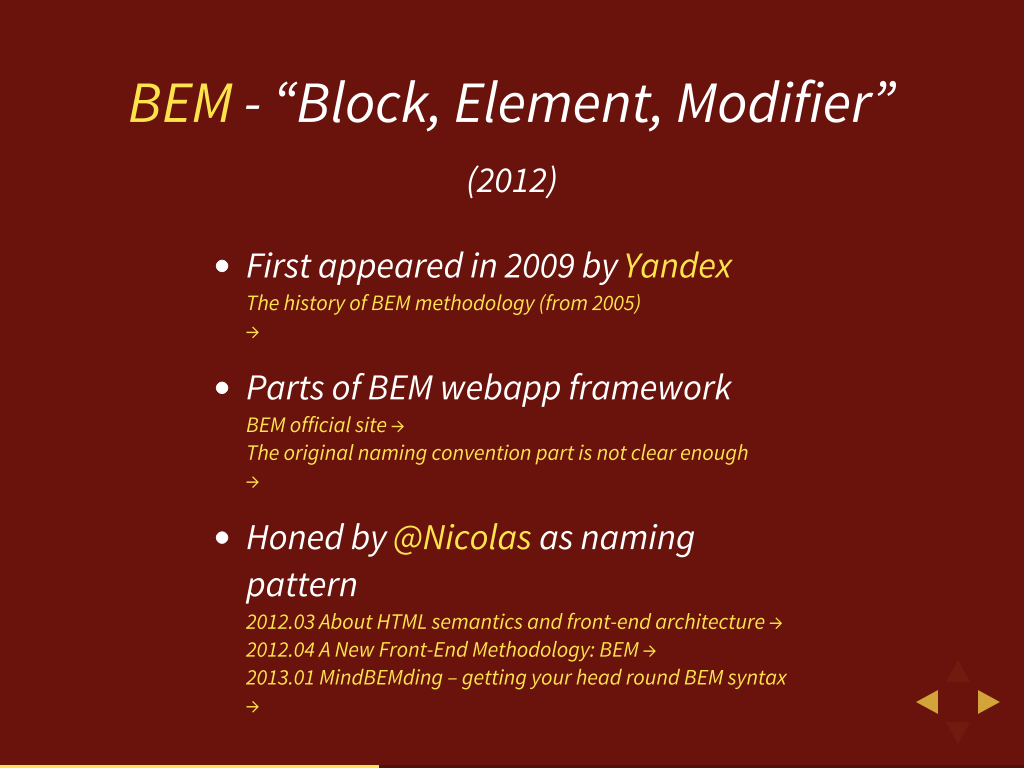 BEM - “Block, Element, Modifier”
(2012)
• First appeared in 2009 by Yandex
The history of BEM methodology (from 2005)
→
• Parts of BEM webapp framework
BEM official site →
The original naming convention part is not clear enough
→
• Honed by @Nicolas as naming
pattern
2012.03 About HTML semantics and front-end architecture →
2012.04 A New Front-End Methodology: BEM →
2013.01 MindBEMding – getting your head round BEM syntax
→